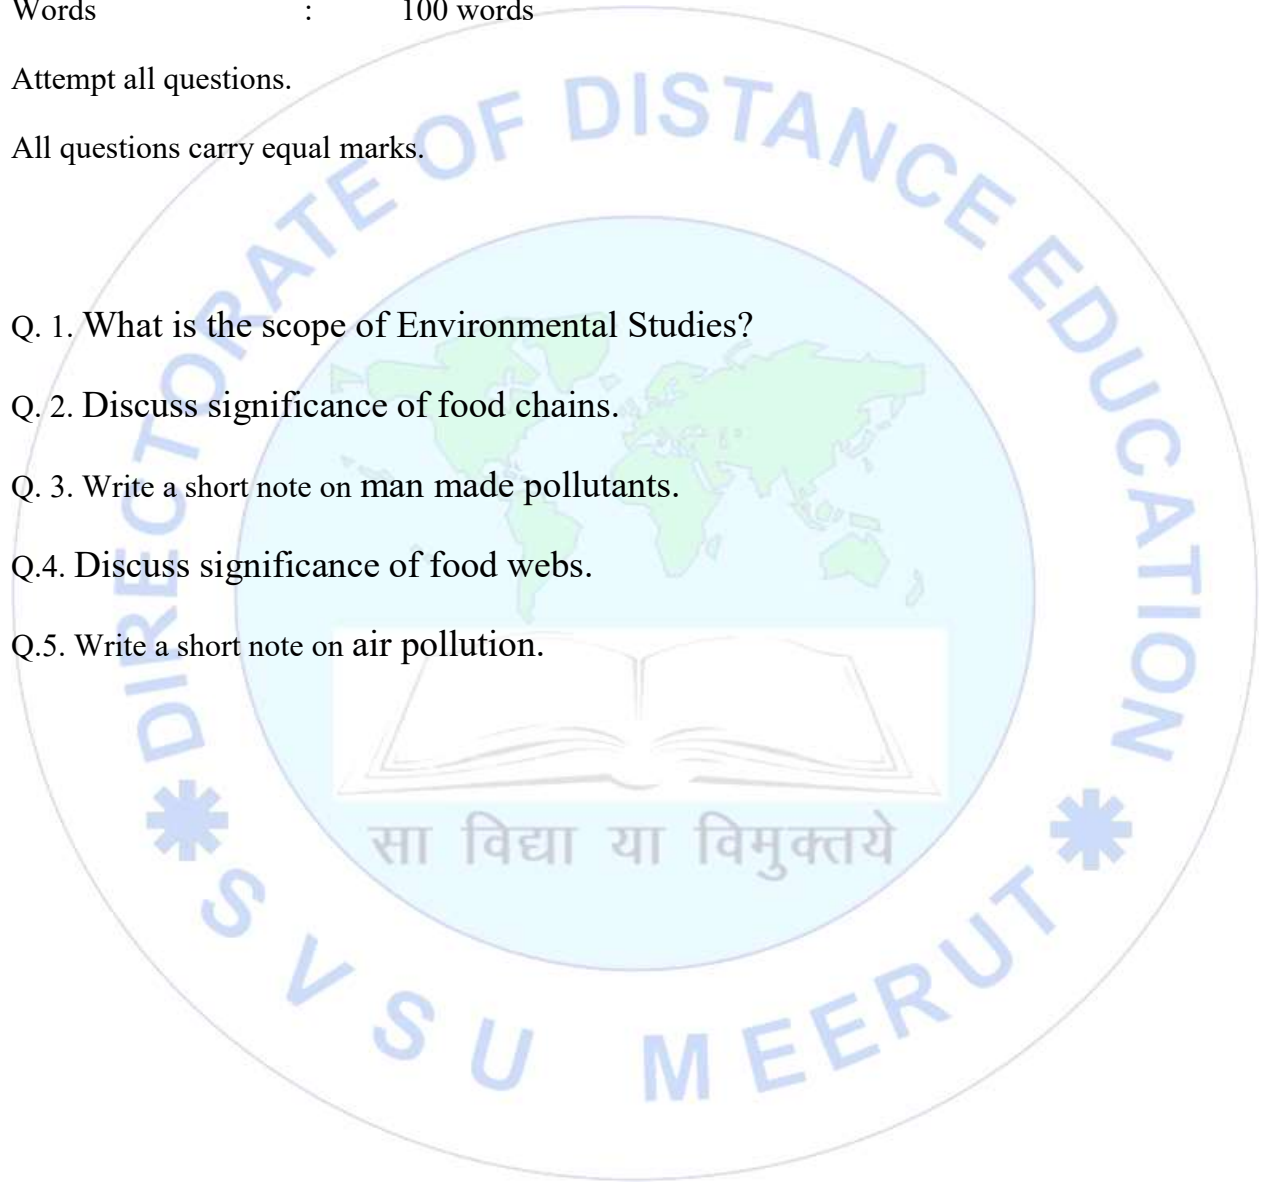 Words : 100 words
Attempt all questions.
All questions carry equal marks.
Q. 1. What is the scope of Environmental Studies?
Q. 2. Discuss significance of food chains.
Q. 3. Write a short note on man made pollutants.
Q.4. Discuss significance of food webs.
Q.5. Write a short note on air pollution.
DIRECTORATE OF DISTANCE EDUCATION
सा विद्या या विमुक्तये
* S V S U MEERUT *